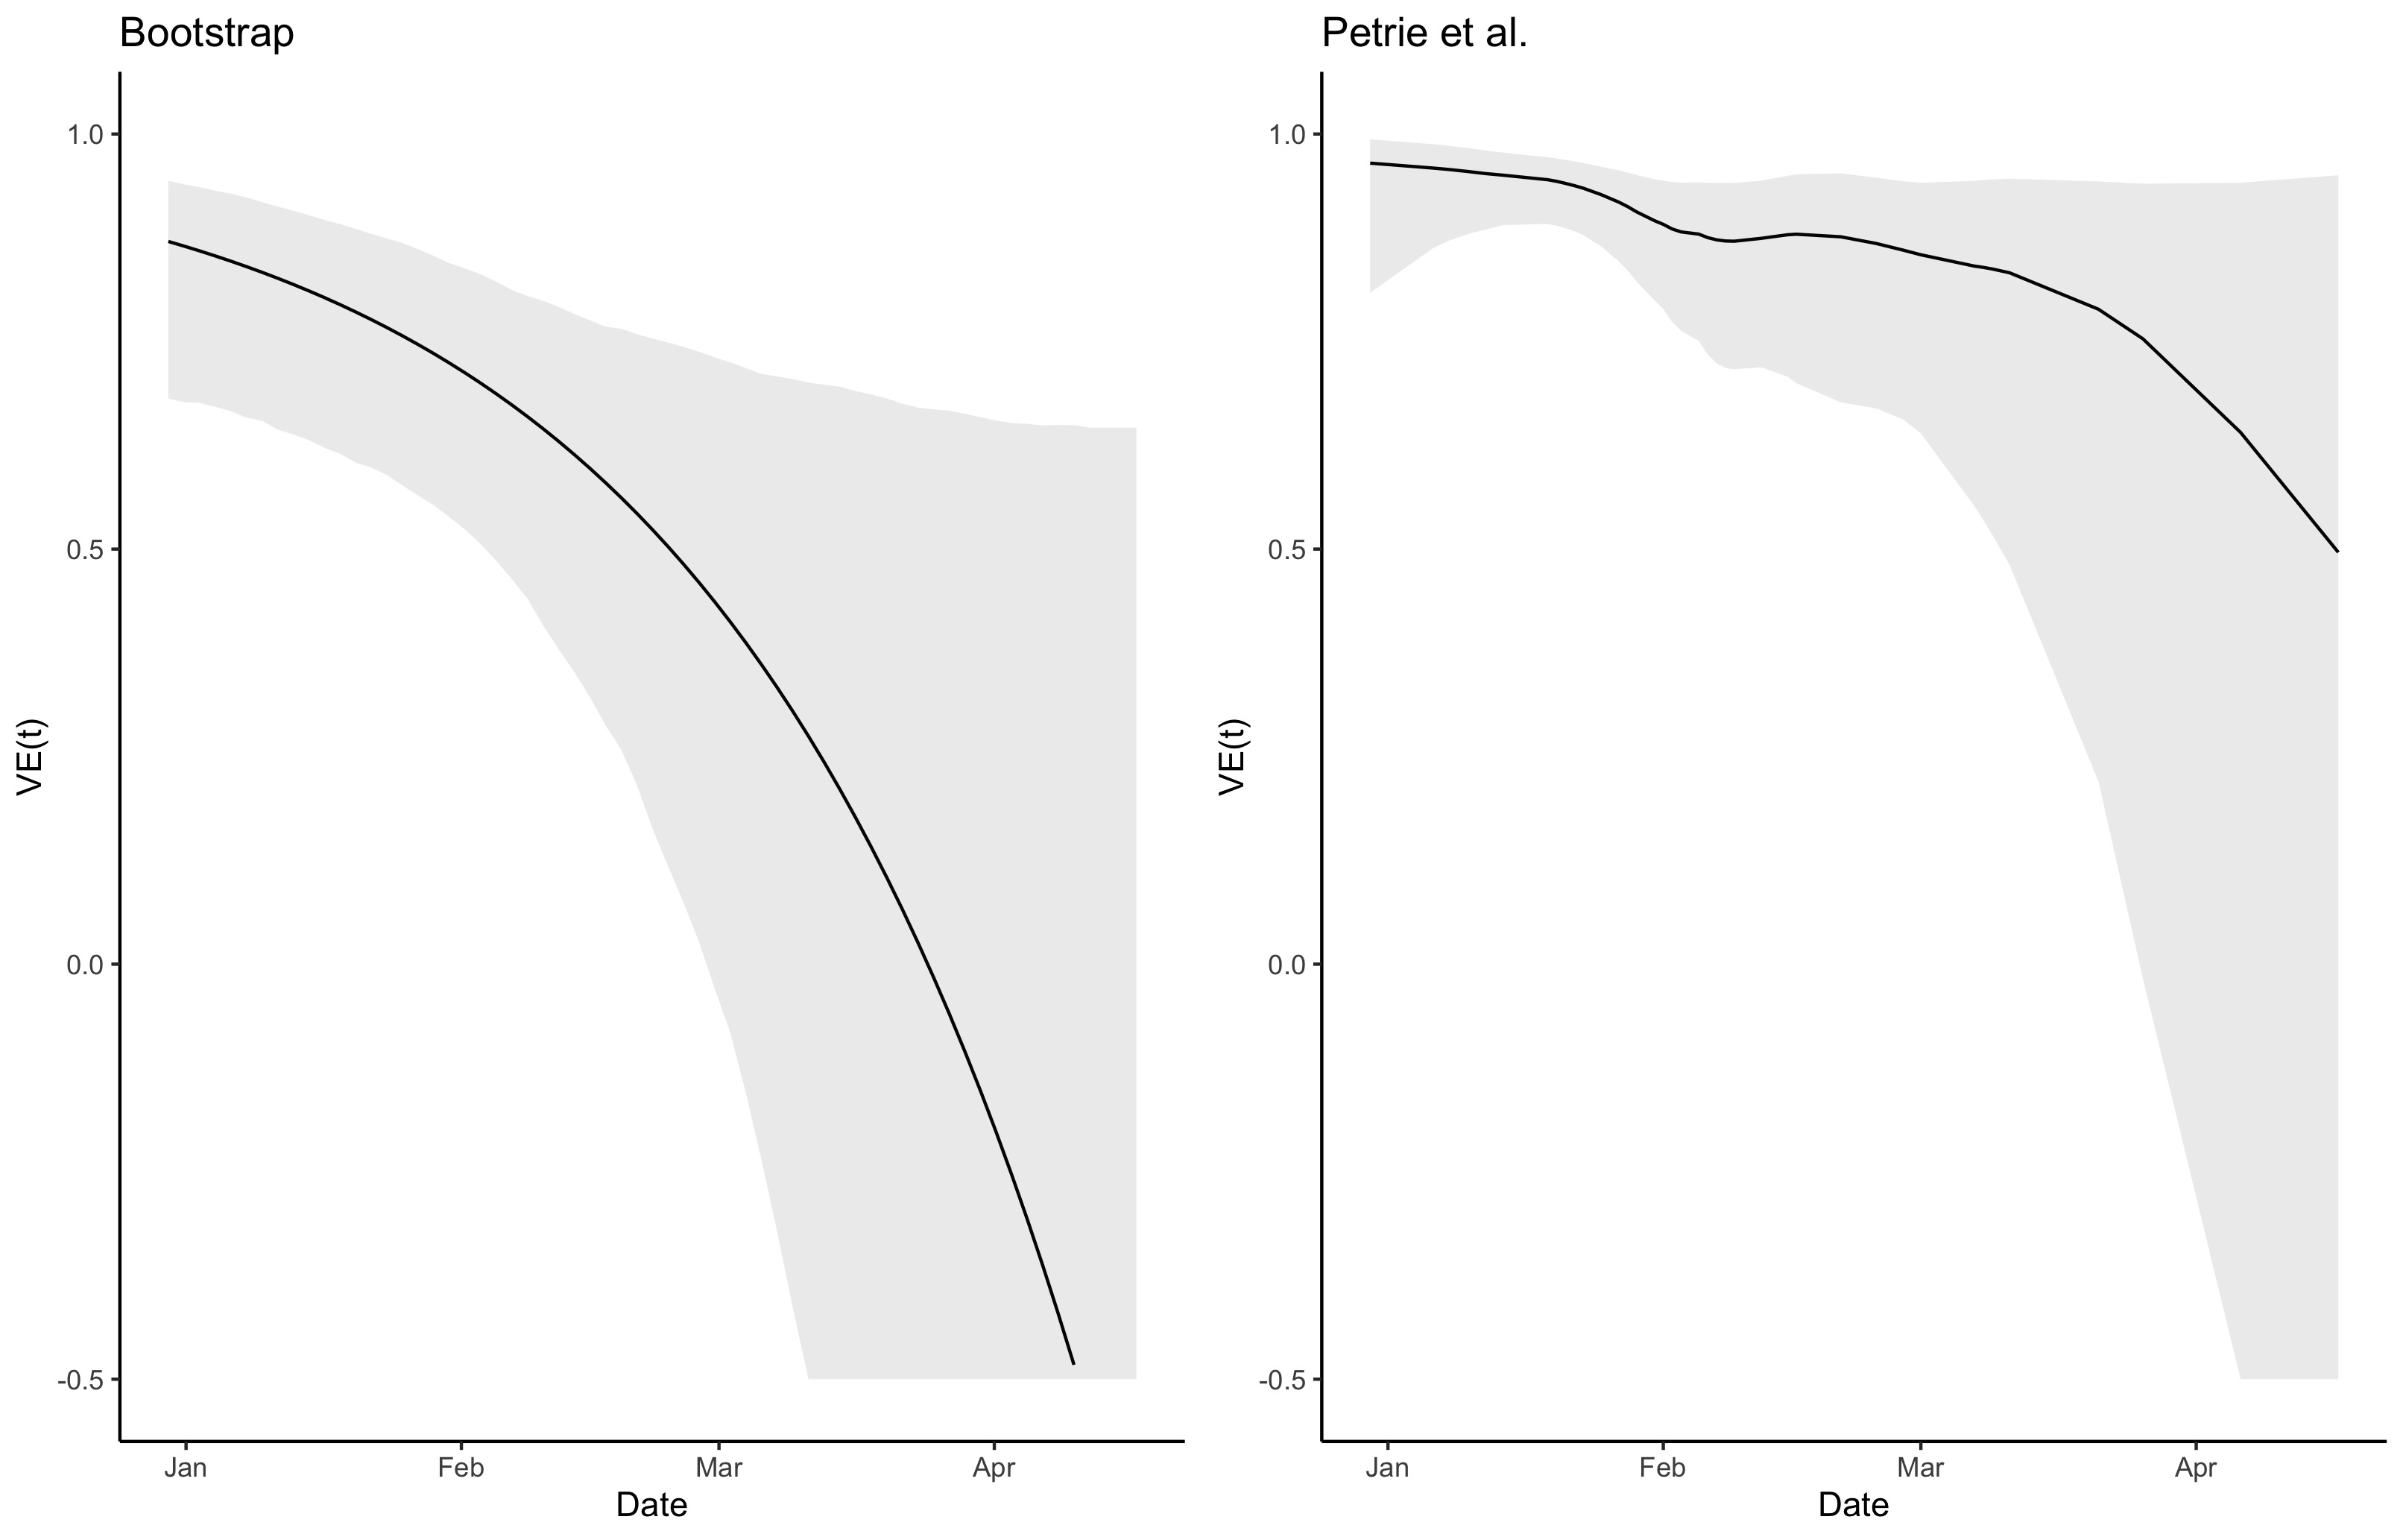 Bootstrap
VE(t)
1.0
0.5
0.0
-0.5
Jan Feb Mar Apr
Date
Petrie et al.
VE(t)
1.0
0.5
0.0
-0.5
Jan Feb Mar Apr
Date